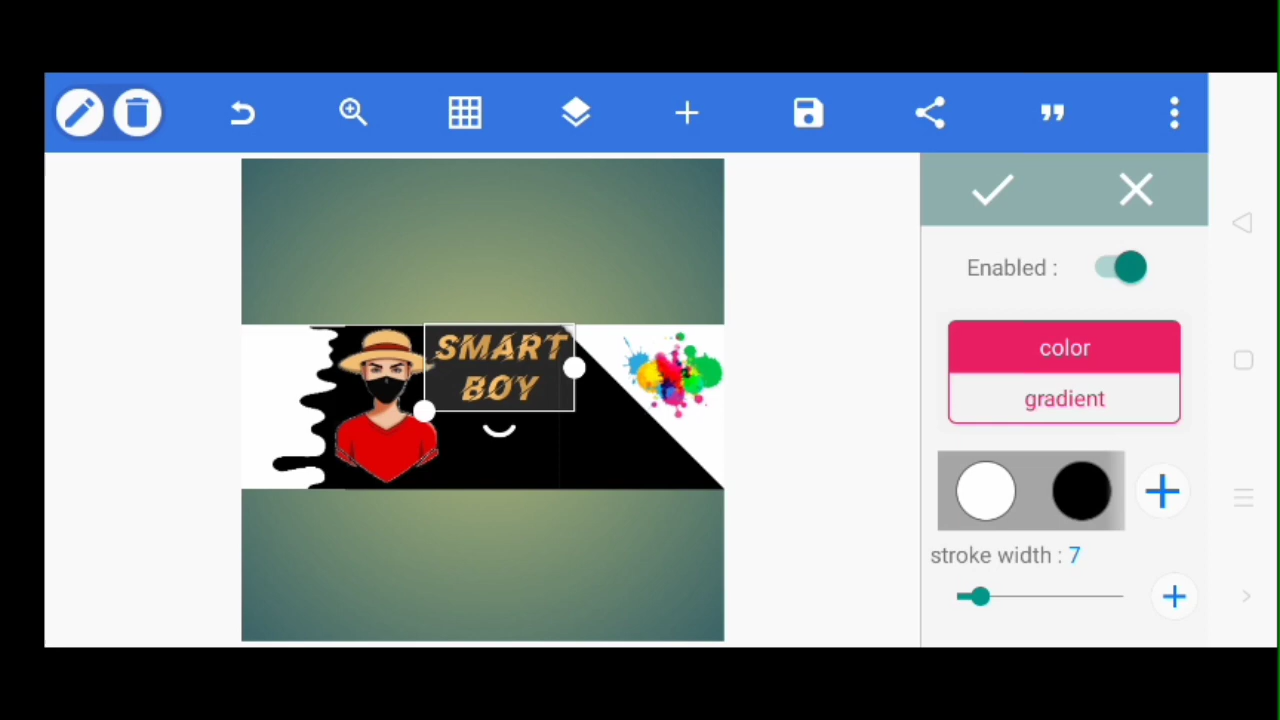 Enabled :
color
SMART
BOY
gradient
stroke width : 7